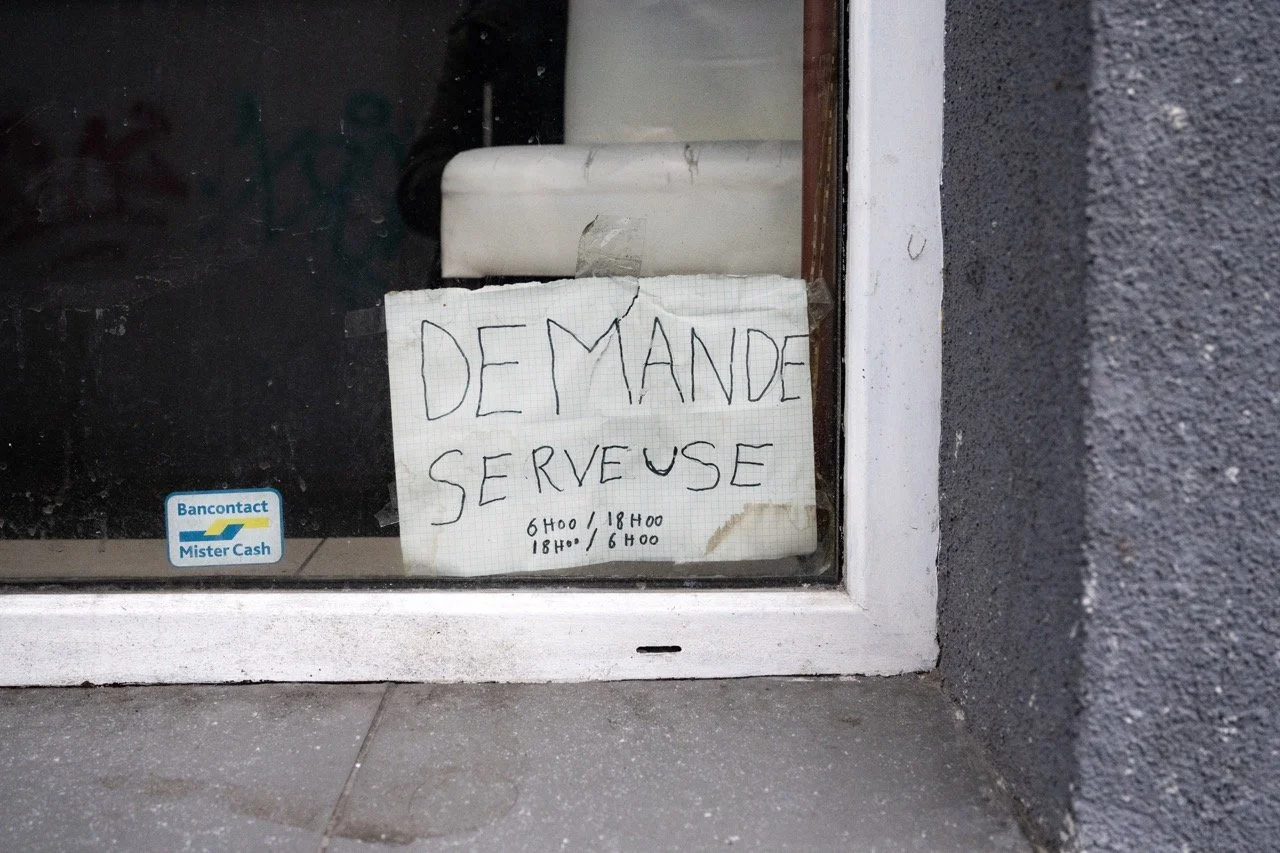 DEMANDE
SERVEUSE
6H00 / 18H00
18H00 / 6H00
Bancontact
Mister Cash